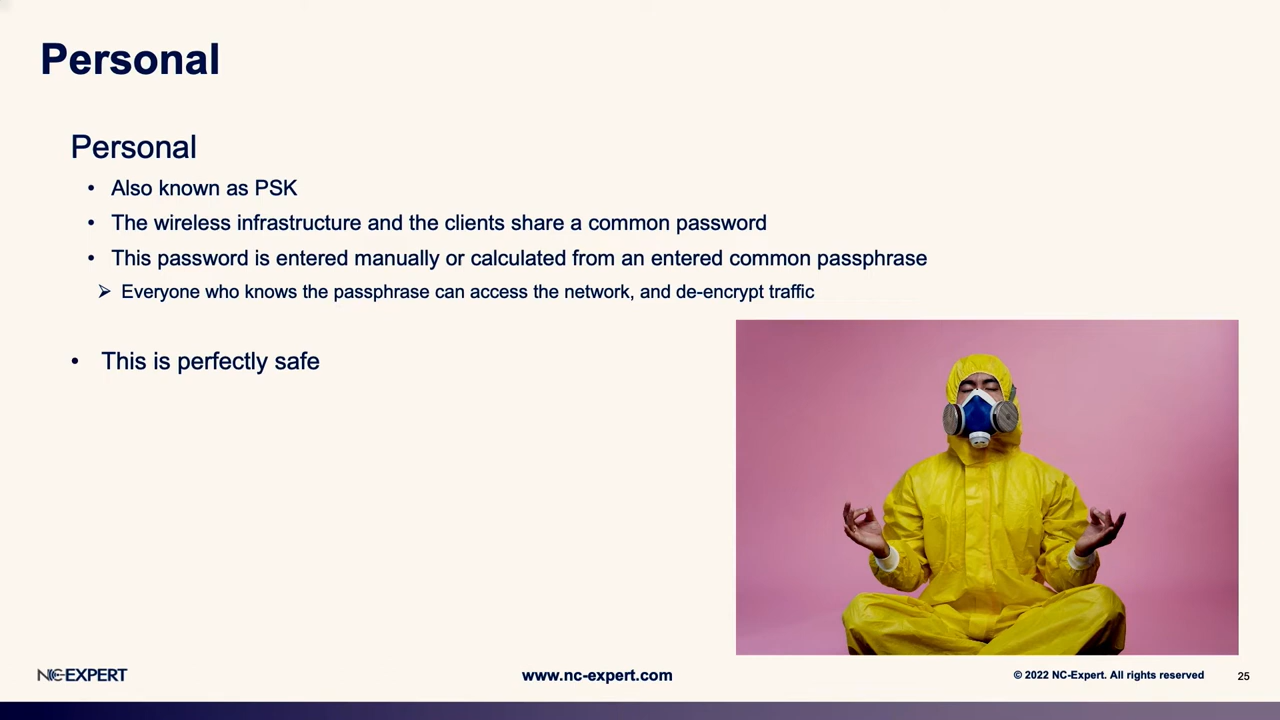 Personal
Personal
• Also known as PSK
• The wireless infrastructure and the clients share a common password
• This password is entered manually or calculated from an entered common passphrase
➢ Everyone who knows the passphrase can access the network, and de-encrypt traffic
• This is perfectly safe
NC-EXPERT
www.nc-expert.com
© 2022 NC-Expert. All rights reserved
25